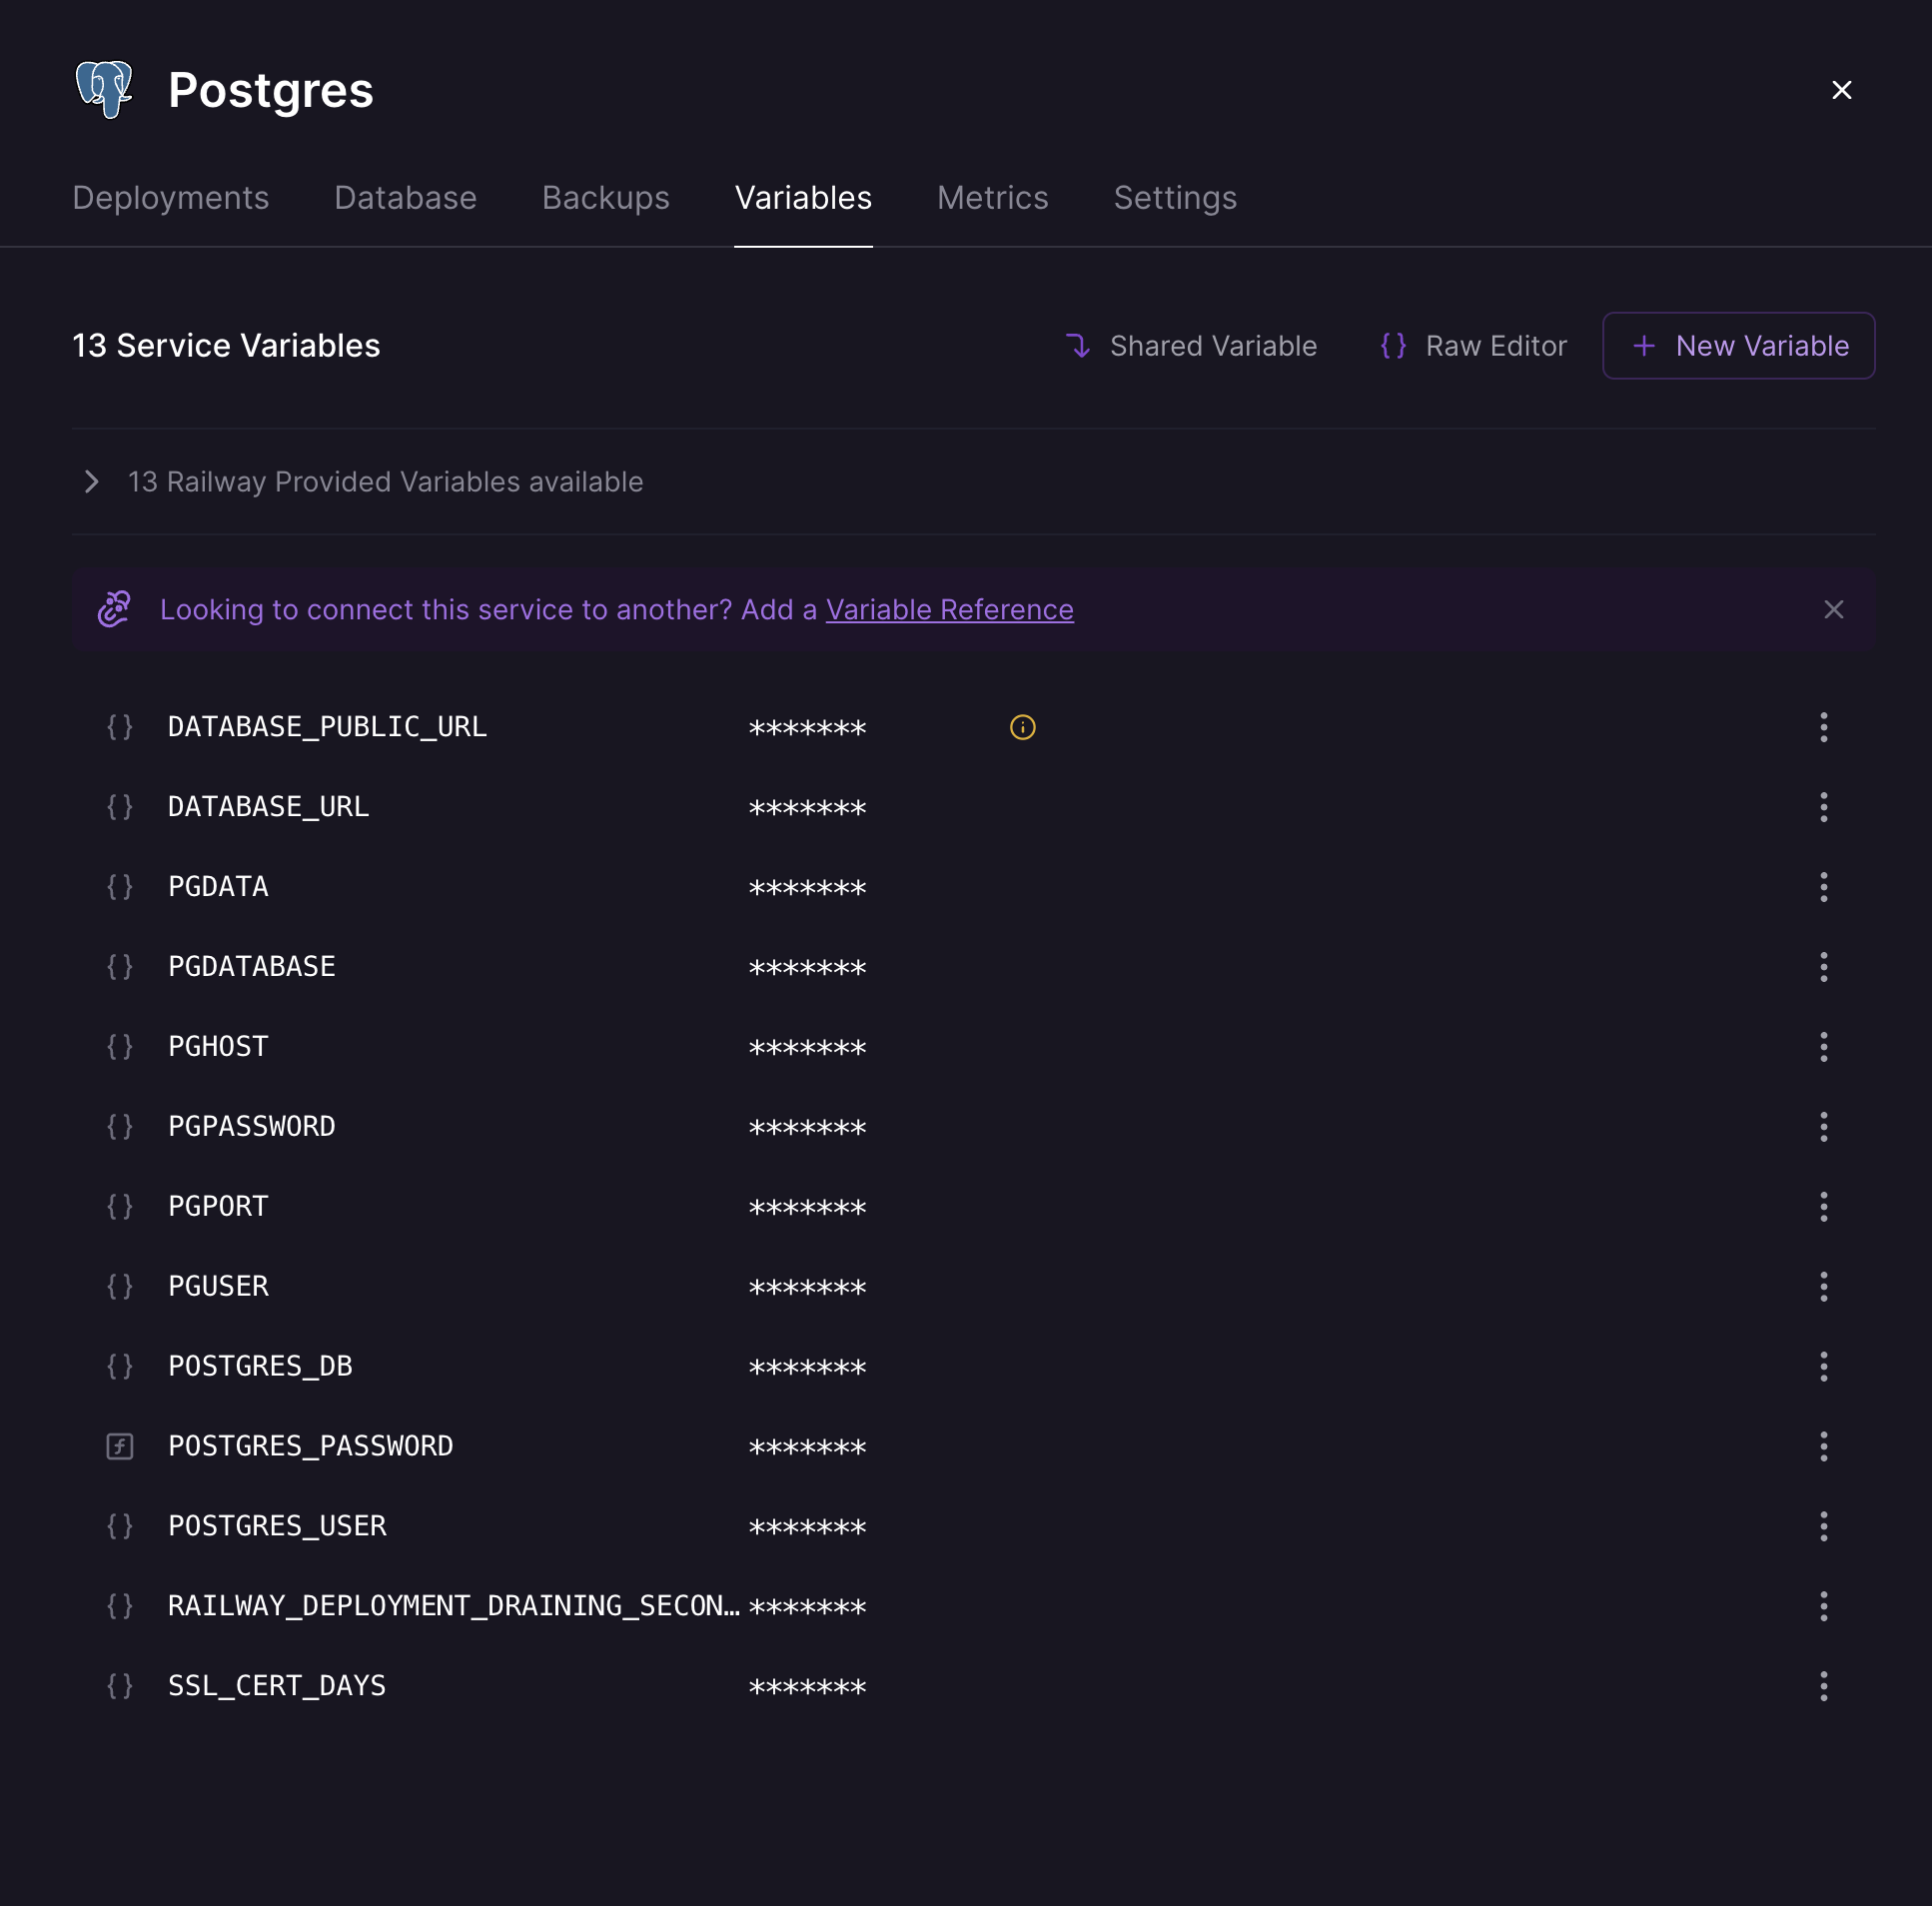 Postgres
Deployments Database Backups Variables Metrics Settings
13 Service Variables Shared Variable {} Raw Editor + New Variable
13 Railway Provided Variables available
Looking to connect this service to another? Add a Variable Reference
{} DATABASE_PUBLIC_URL *******
{} DATABASE_URL *******
{} PGDATA *******
{} PGDATABASE *******
{} PGHOST *******
{} PGPASSWORD *******
{} PGPORT *******
{} PGUSER *******
{} POSTGRES_DB *******
POSTGRES_PASSWORD *******
{} POSTGRES_USER *******
{} RAILWAY_DEPLOYMENT_DRAINING_SECON… *******
{} SSL_CERT_DAYS *******